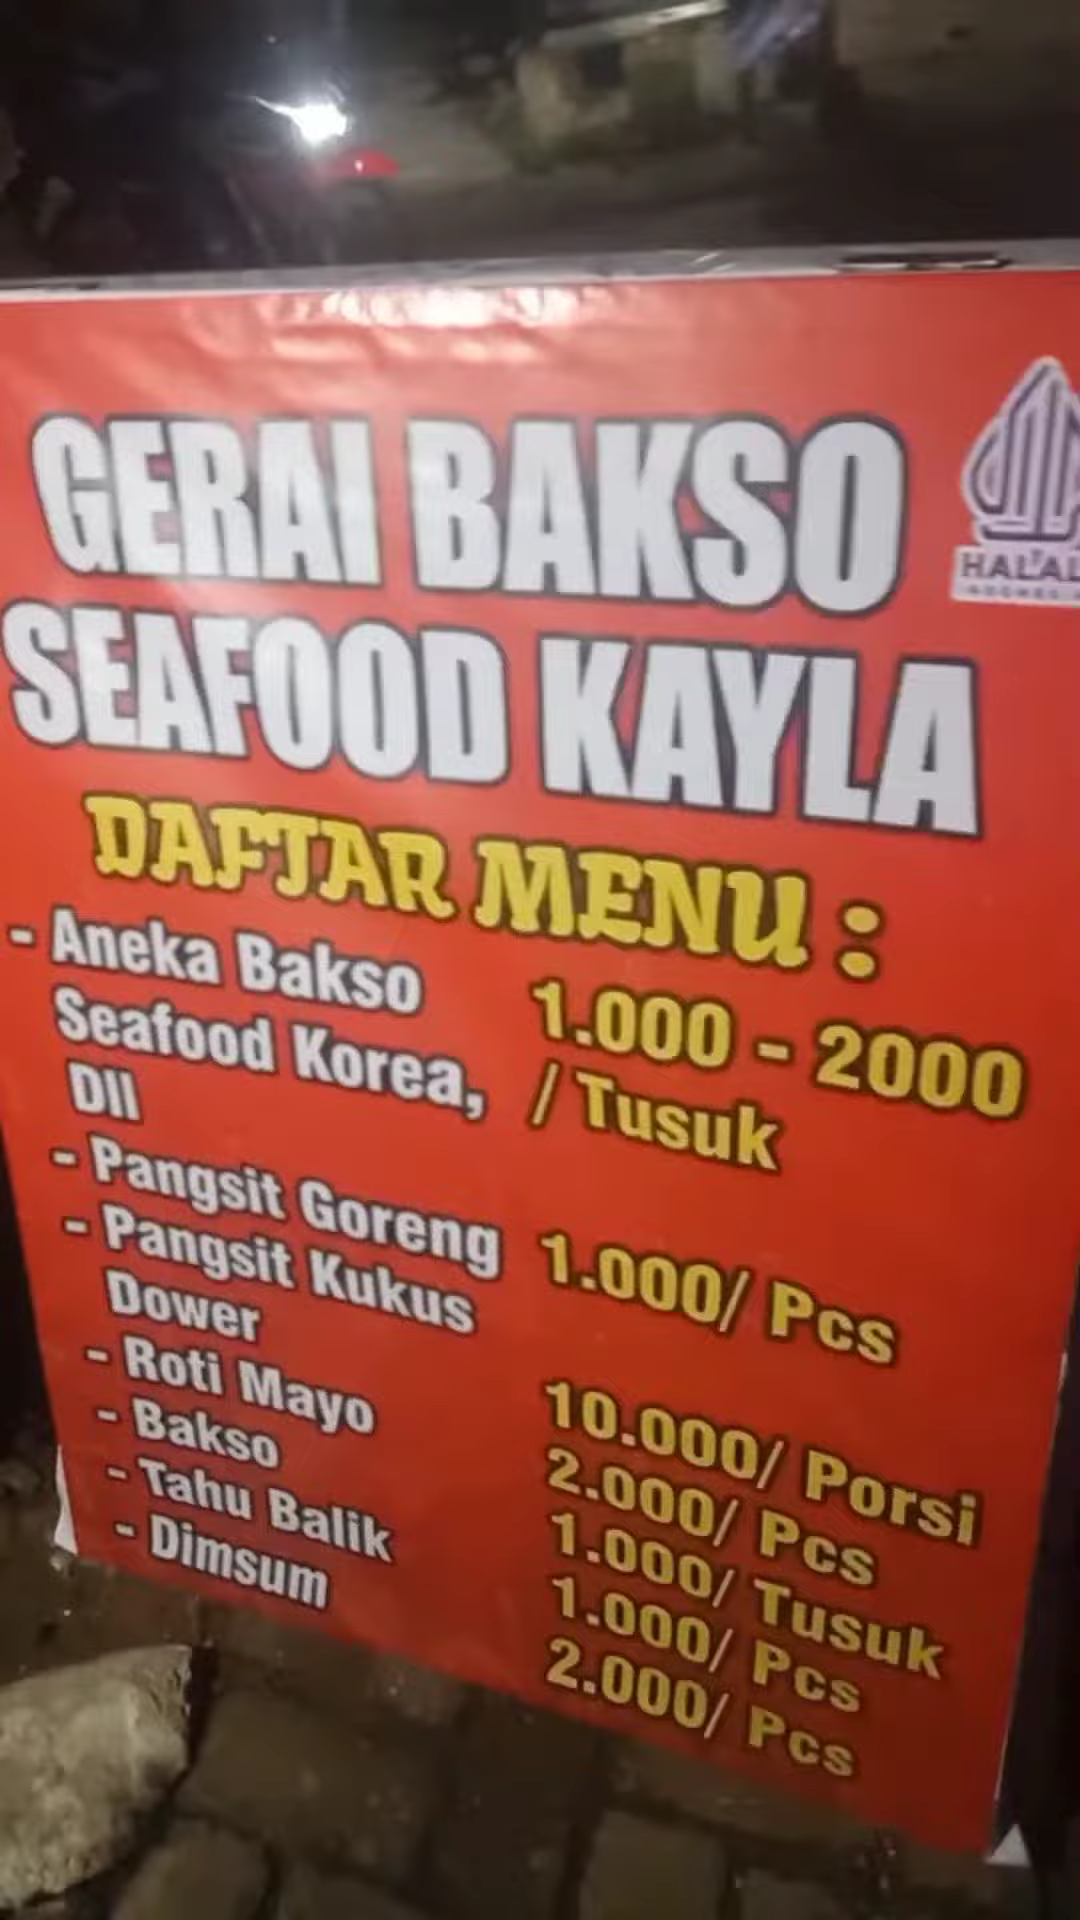 GERAI BAKSO
SEAFOOD KAYLA
HALAL
INDONESIA
DAFTAR MENU :
- Aneka Bakso
Seafood Korea,
Dll
1.000 - 2000
/ Tusuk
- Pangsit Goreng 1.000/ Pcs
- Pangsit Kukus
Dower 10.000/ Porsi
- Roti Mayo 2.000/ Pcs
- Bakso 1.000/ Tusuk
- Tahu Balik 1.000/ Pcs
- Dimsum 2.000/ Pcs